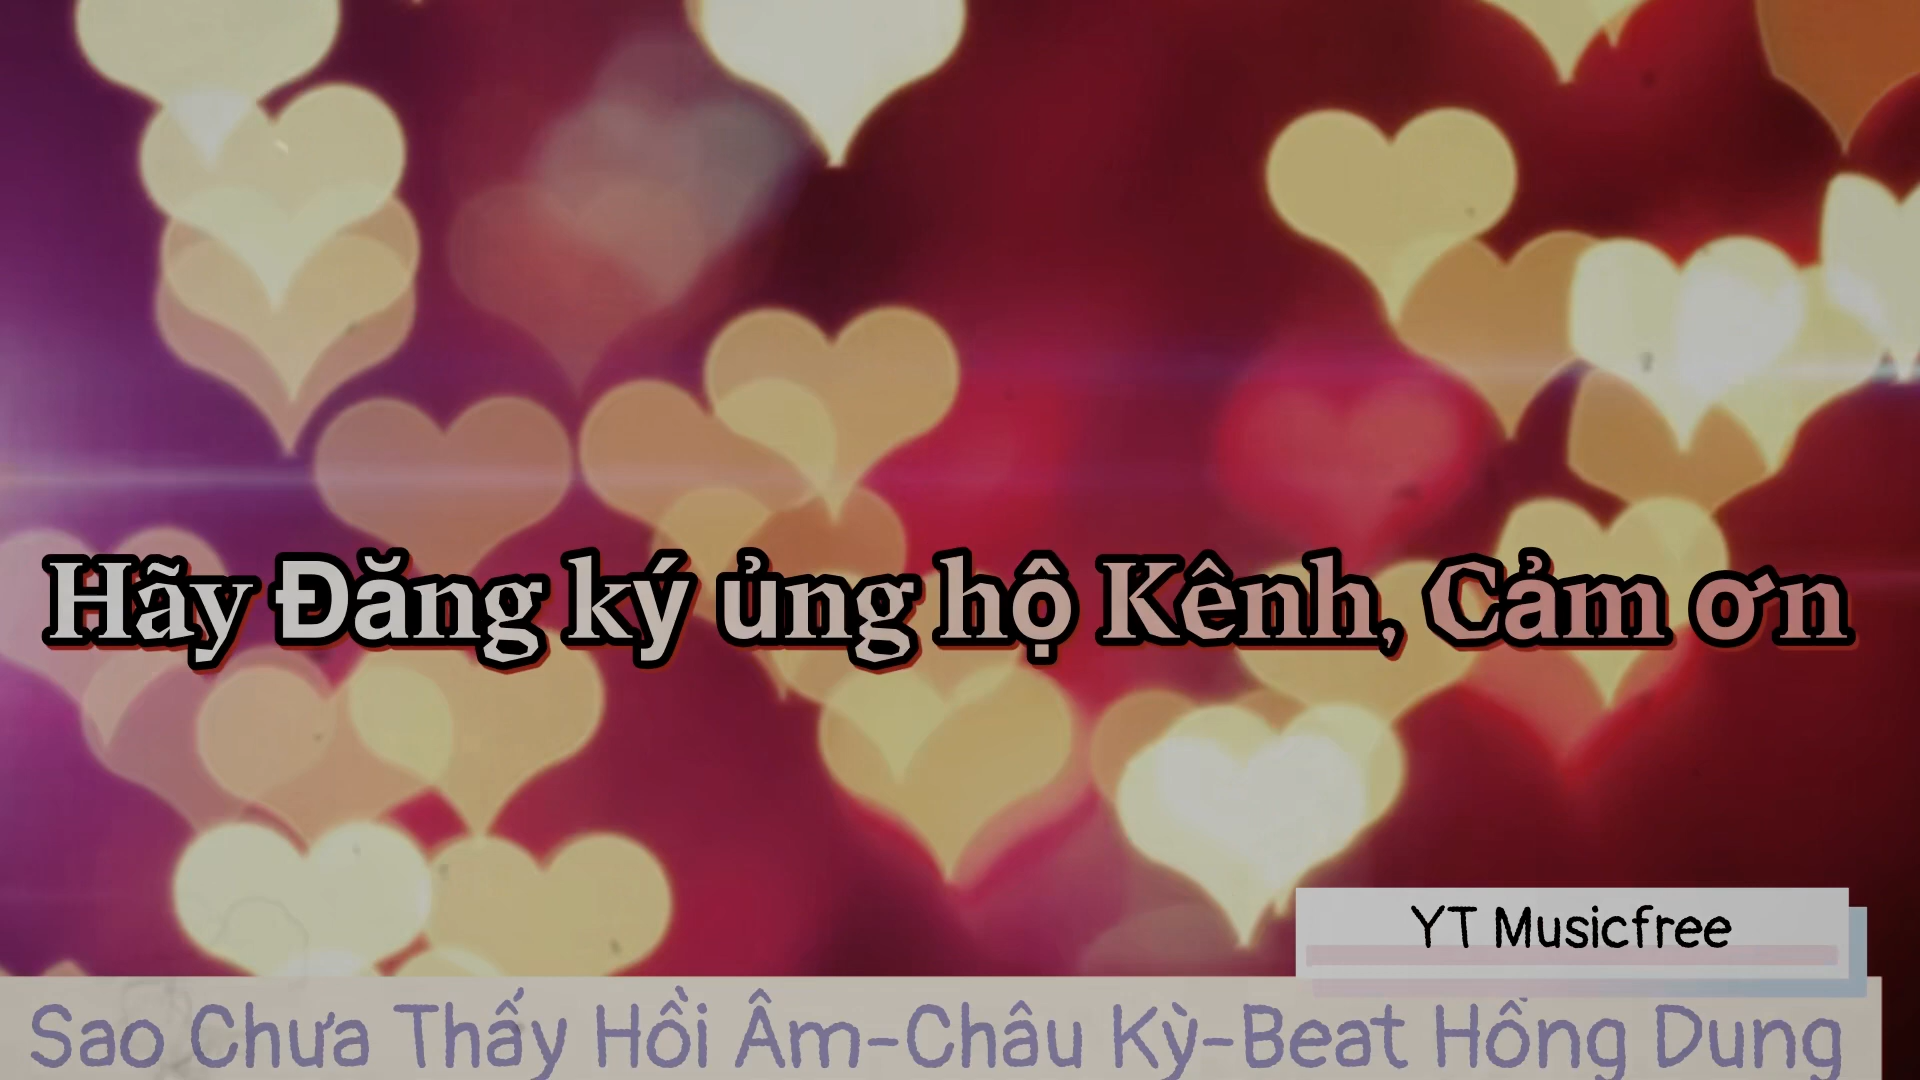 Hãy Đăng ký ủng hộ Kênh, Cảm ơn
YT Musicfree
Sao Chưa Thấy Hồi Âm-Châu Kỳ-Beat Hồng Dung